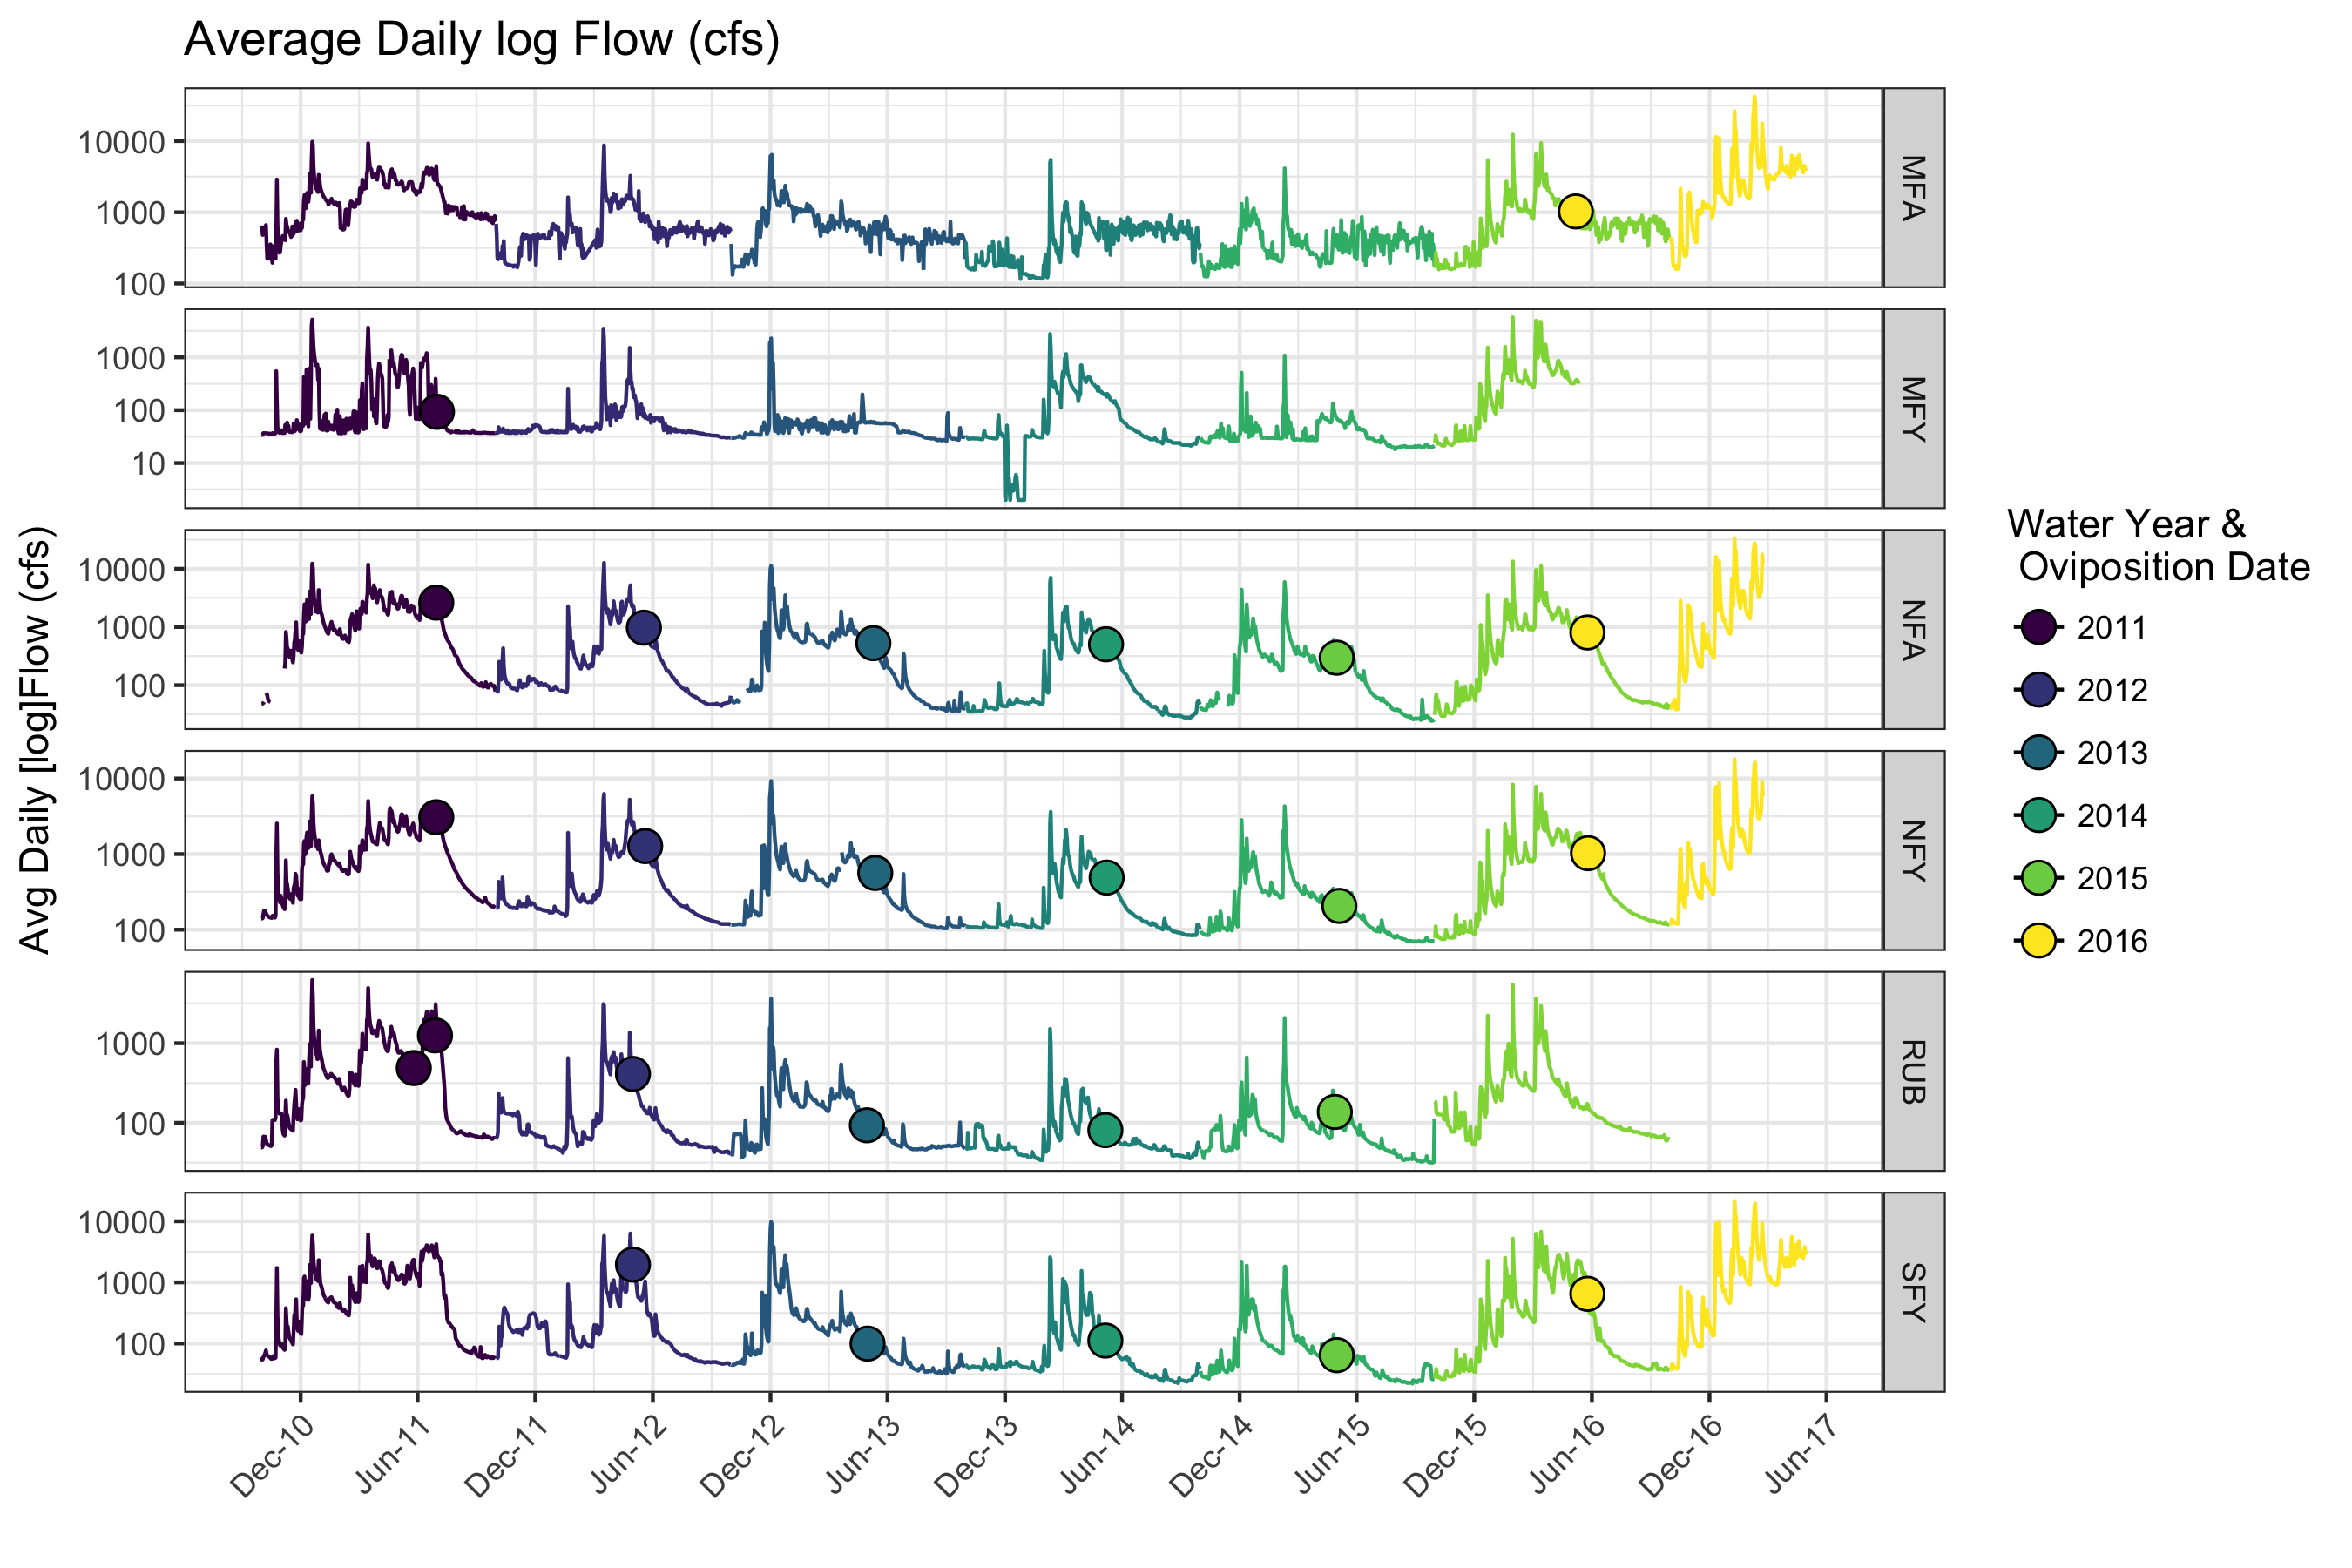 Average Daily log Flow (cfs)
Avg Daily [log]Flow (cfs)
10000
1000
100
MFA
1000
100
10
MFY
10000
1000
100
NFA
10000
1000
100
NFY
1000
100
RUB
10000
1000
100
SFY
Dec-10
Jun-11
Dec-11
Jun-12
Dec-12
Jun-13
Dec-13
Jun-14
Dec-14
Jun-15
Dec-15
Jun-16
Dec-16
Jun-17
Water Year &
Oviposition Date
2011
2012
2013
2014
2015
2016